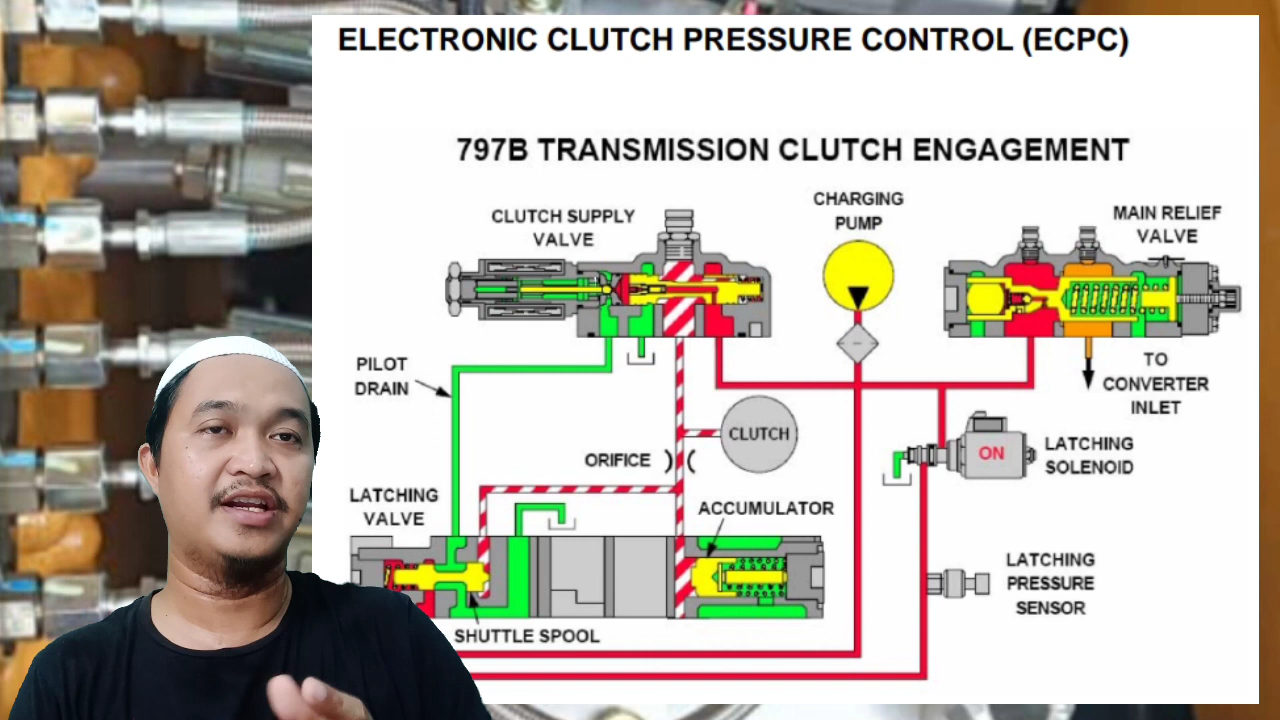 ELECTRONIC CLUTCH PRESSURE CONTROL (ECPC)
797B TRANSMISSION CLUTCH ENGAGEMENT
CLUTCH SUPPLY
VALVE
CHARGING
PUMP
MAIN RELIEF
VALVE
PILOT
DRAIN
TO
CONVERTER
INLET
CLUTCH
ORIFICE
ON
LATCHING
SOLENOID
LATCHING
VALVE
ACCUMULATOR
LATCHING
PRESSURE
SENSOR
SHUTTLE SPOOL